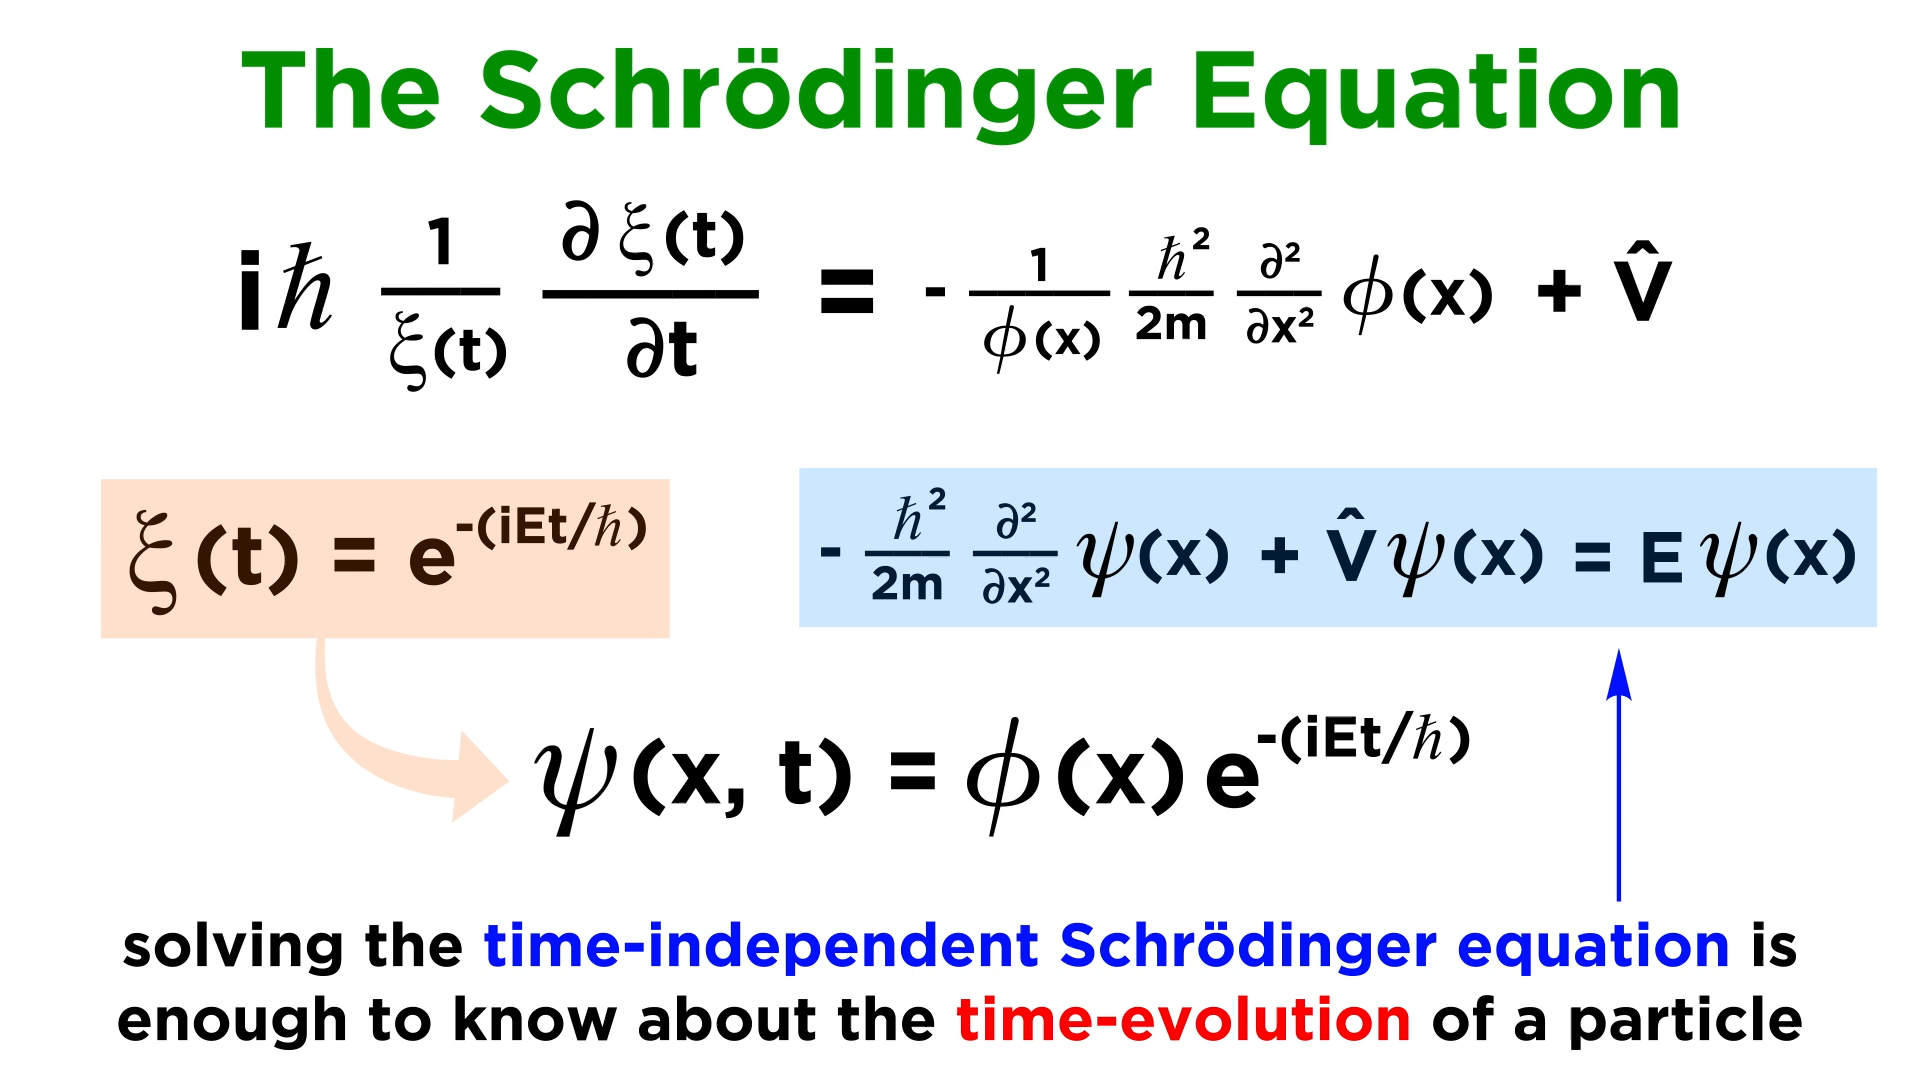 The Schrödinger Equation
iℏ 1/ξ(t) ∂ξ(t)/∂t = - 1/ϕ(x) ℏ²/2m ∂²/∂x² ϕ(x) + V̂
ξ(t) = e^-(iEt/ℏ)
- ℏ²/2m ∂²/∂x² ψ(x) + V̂ψ(x) = Eψ(x)
ψ(x, t) = ϕ(x) e^-(iEt/ℏ)
solving the time-independent Schrödinger equation is
enough to know about the time-evolution of a particle